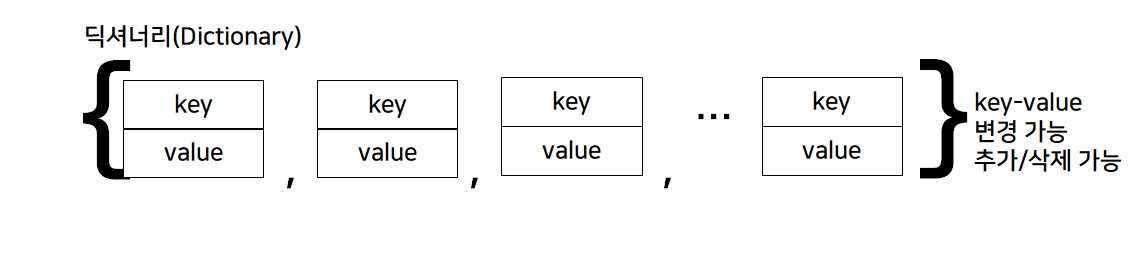 딕셔너리(Dictionary)
{ key , key , key , ... key }
value value value value
key-value
변경 가능
추가/삭제 가능